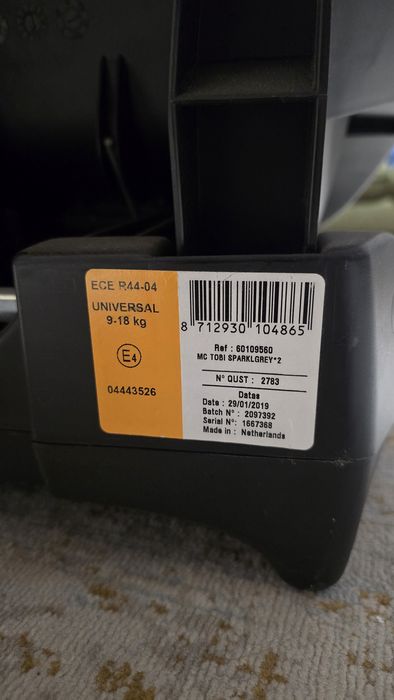 ECE R44-04
UNIVERSAL
9-18 kg
E4
04443526
8 712930 104865
Ref : 60109560
MC TOBI SPARKLGREY*2
N° QUST : 2783
Datas
Date : 29/01/2019
Batch N° : 2097392
Serial N° : 1667368
Made in : Netherlands